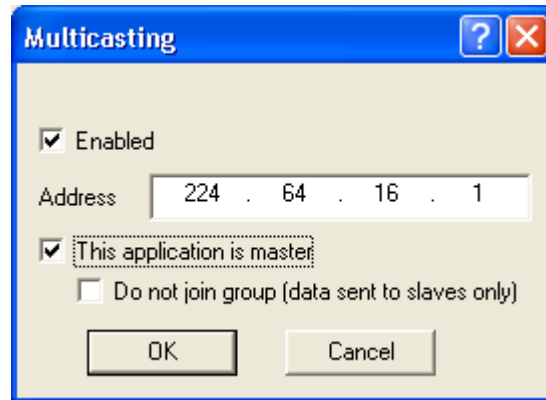 Multicasting
Enabled
Address 224 . 64 . 16 . 1
This application is master
Do not join group (data sent to slaves only)
OK Cancel